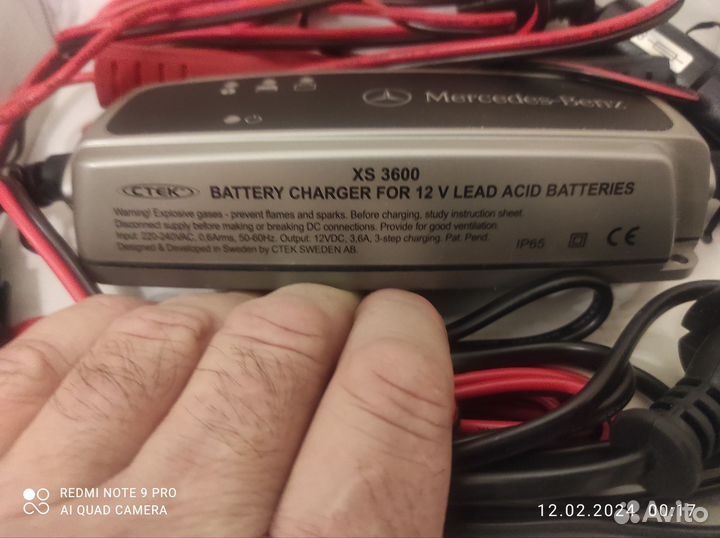 Mercedes-Benz
XS 3600
CTEK BATTERY CHARGER FOR 12 V LEAD ACID BATTERIES
Warning! Explosive gases - prevent flames and sparks. Before charging, study instruction sheet.
Disconnect supply before making or breaking DC connections. Provide for good ventilation.
Input: 220-240VAC, 0.6Arms, 50-60Hz. Output: 12VDC, 3,6A, 3-step charging. Pat. Pend.
Designed & Developed in Sweden by CTEK SWEDEN AB.
IP65
CE
REDMI NOTE 9 PRO
AI QUAD CAMERA
12.02.2024 00:17
Avito